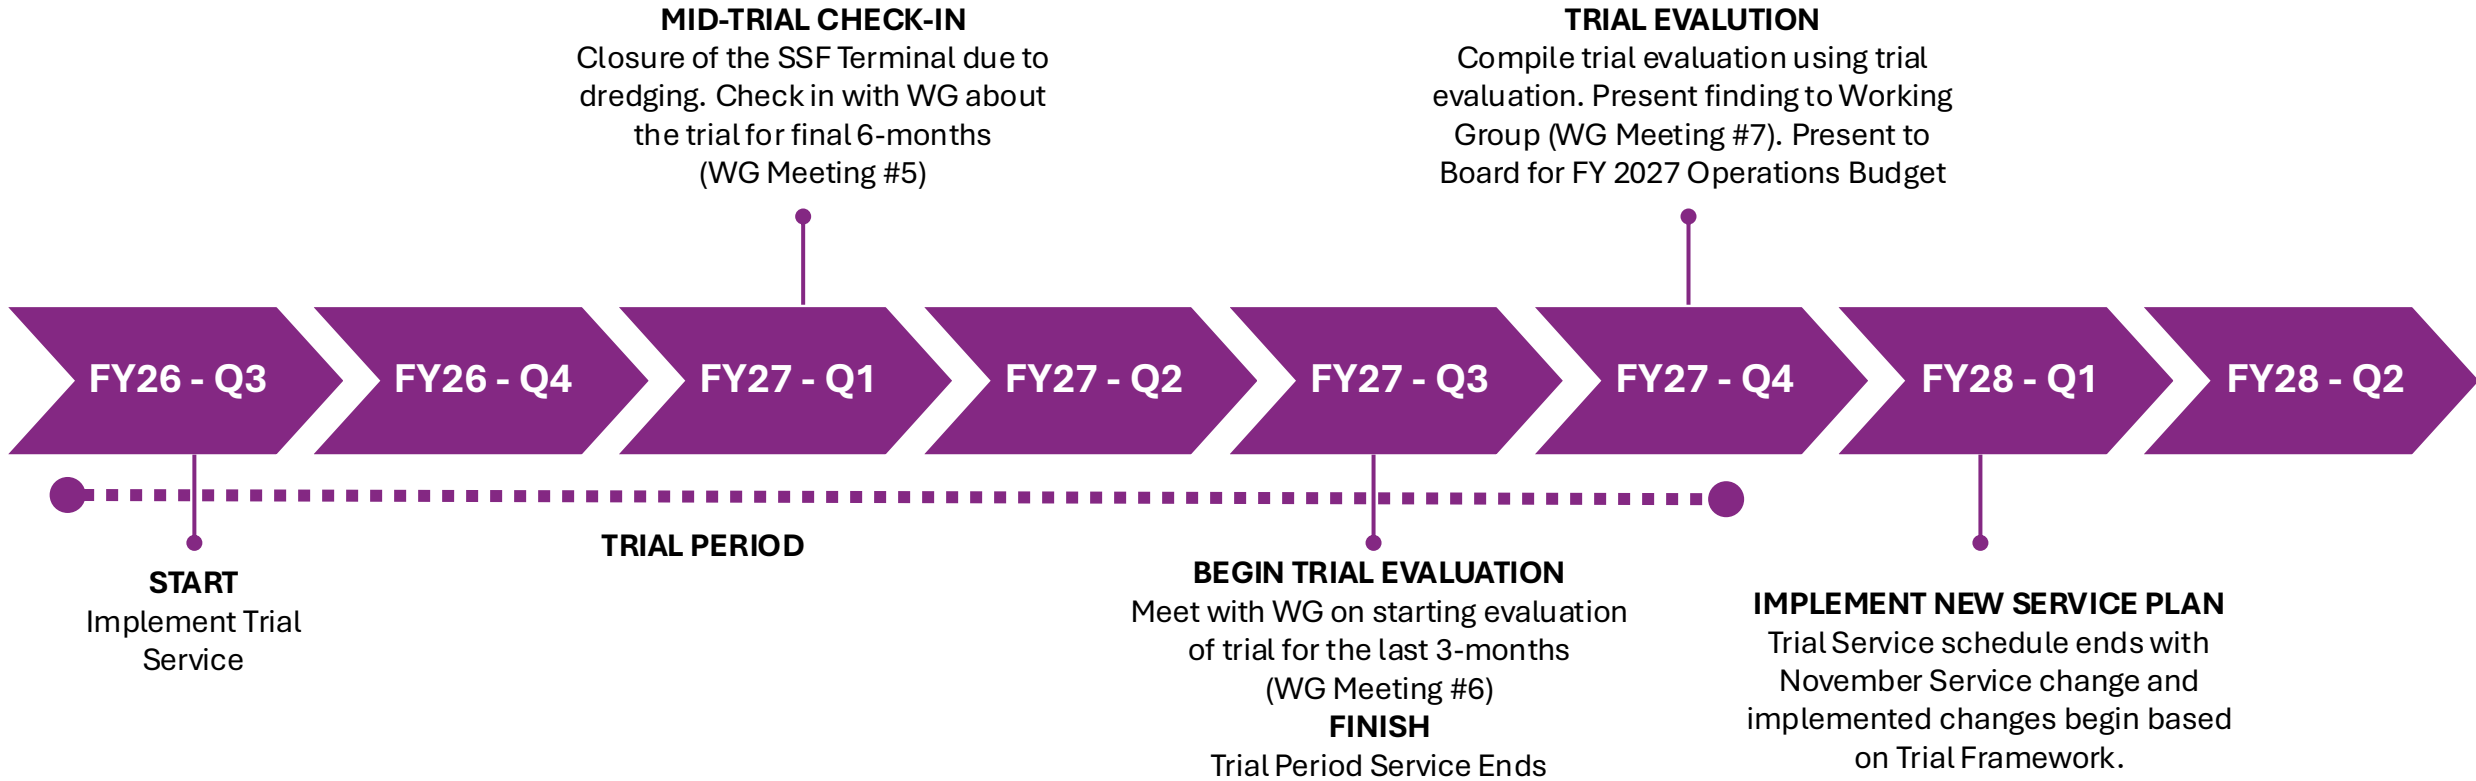 MID-TRIAL CHECK-IN
Closure of the SSF Terminal due to
dredging. Check in with WG about
the trial for final 6-months
(WG Meeting #5)
TRIAL EVALUTION
Compile trial evaluation using trial
evaluation. Present finding to Working
Group (WG Meeting #7). Present to
Board for FY 2027 Operations Budget
FY26 - Q3
FY26 - Q4
FY27 - Q1
FY27 - Q2
FY27 - Q3
FY27 - Q4
FY28 - Q1
FY28 - Q2
TRIAL PERIOD
START
Implement Trial
Service
BEGIN TRIAL EVALUATION
Meet with WG on starting evaluation
of trial for the last 3-months
(WG Meeting #6)
FINISH
Trial Period Service Ends
IMPLEMENT NEW SERVICE PLAN
Trial Service schedule ends with
November Service change and
implemented changes begin based
on Trial Framework.